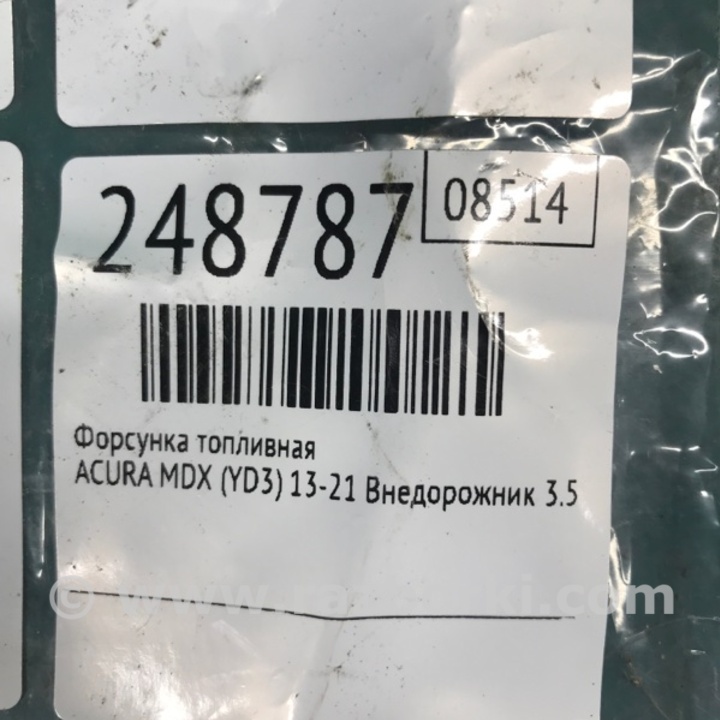 248787
08514
Форсунка топливная
ACURA MDX (YD3) 13-21 Внедорожник 3.5